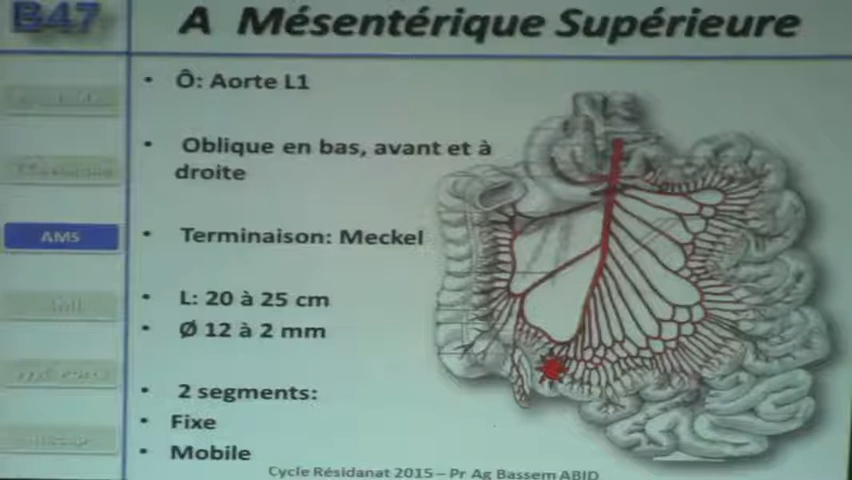 B47
A Mésentérique Supérieure
• Ô: Aorte L1
• Oblique en bas, avant et à
droite
AMS
• Terminaison: Meckel
• L: 20 à 25 cm
• Ø 12 à 2 mm
• 2 segments:
• Fixe
• Mobile
Cycle Résidanat 2015 – Pr Ag Bassem ABID